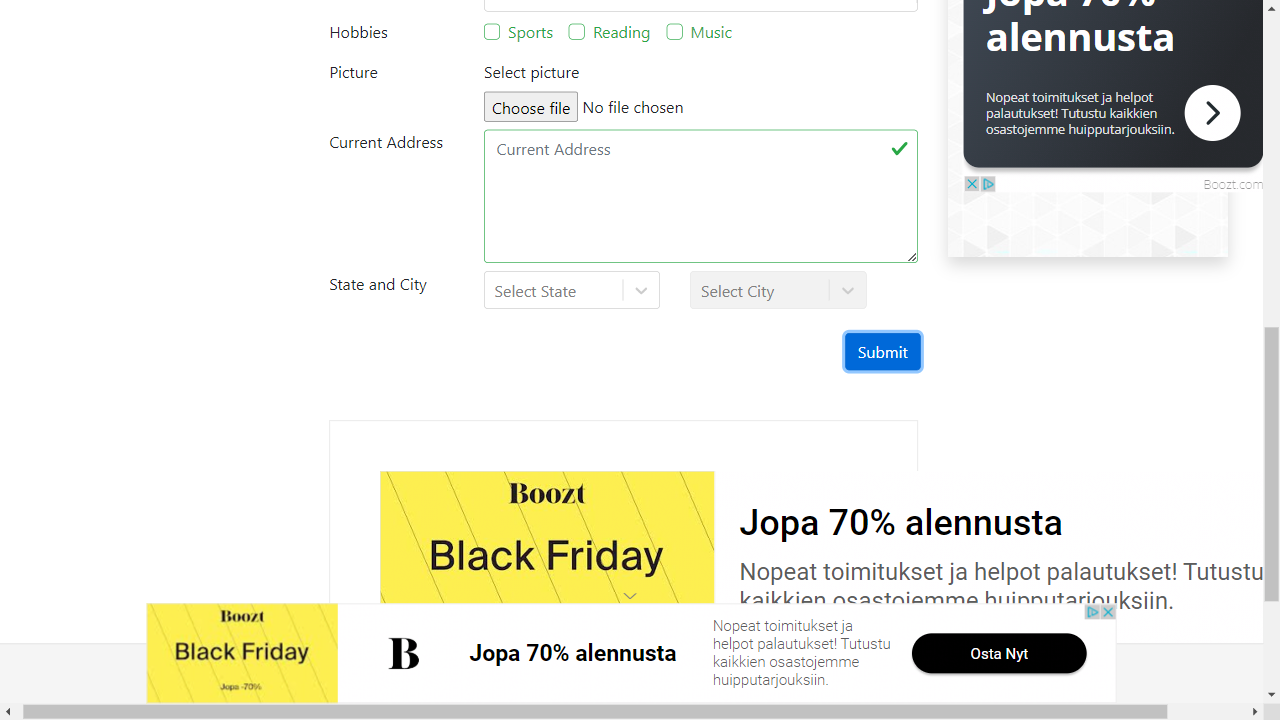 Jopa 70%
alennusta
Nopeat toimitukset ja helpot
palautukset! Tutustu kaikkien
osastojemme huipputarjouksiin.
Boozt.com
Hobbies
Sports
Reading
Music
Picture
Select picture
Choose file
No file chosen
Current Address
Current Address
State and City
Select State
Select City
Submit
Boozt
Black Friday
Jopa 70% alennusta
Nopeat toimitukset ja helpot palautukset! Tutustu
kaikkien osastojemme huipputarjouksiin.
Boozt
Black Friday
Jopa -70%
B
Jopa 70% alennusta
Nopeat toimitukset ja
helpot palautukset! Tutustu
kaikkien osastojemme
huipputarjouksiin.
Osta Nyt